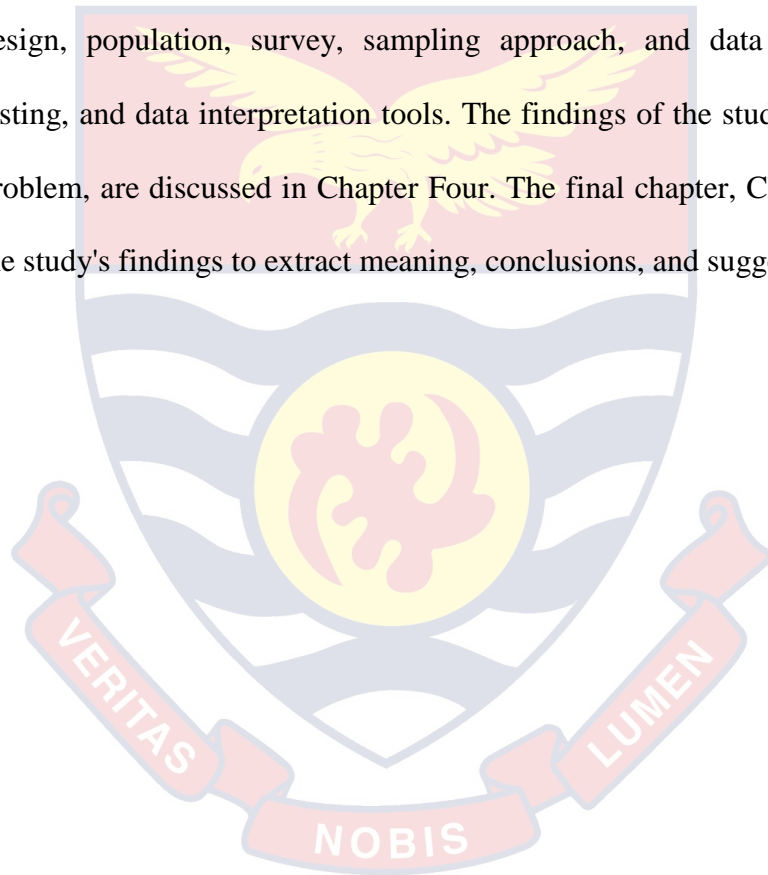 esign, population, survey, sampling approach, and data
sting, and data interpretation tools. The findings of the stud
roblem, are discussed in Chapter Four. The final chapter, C
e study's findings to extract meaning, conclusions, and sugge
VERITAS
NOBIS
LUMEN